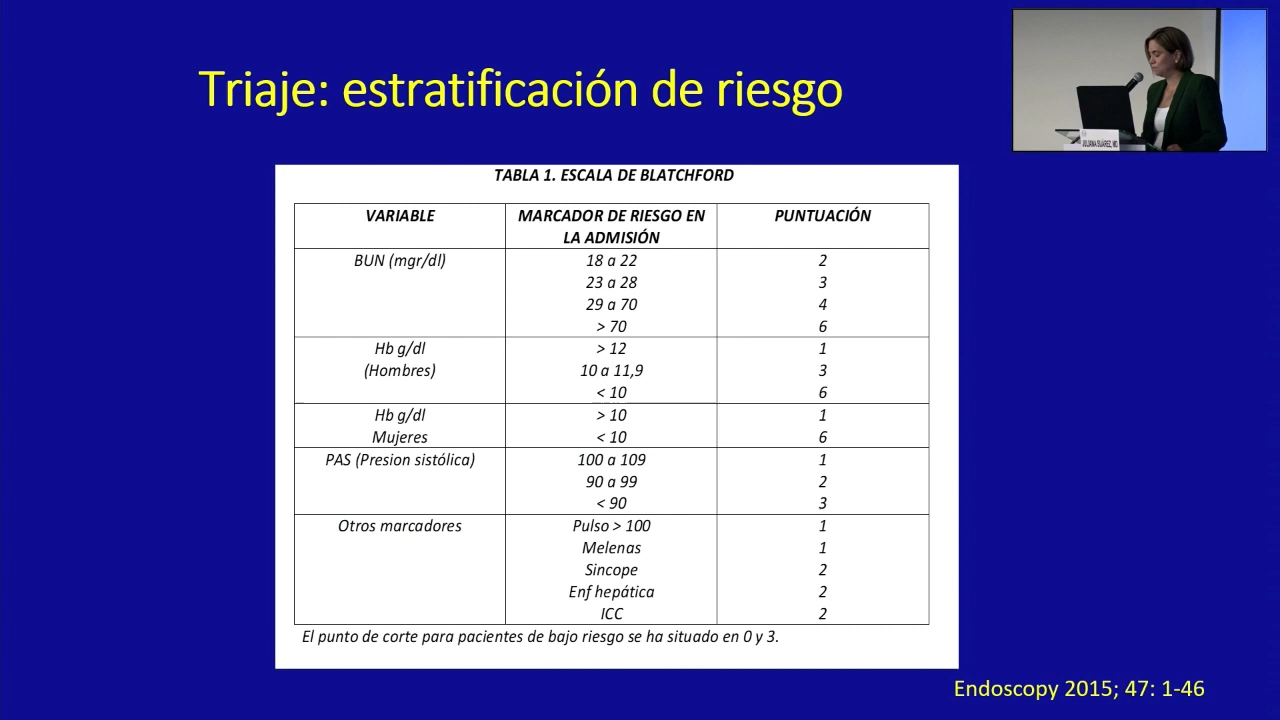 Triaje: estratificación de riesgo
JULIANA SUÁREZ, MD
TABLA 1. ESCALA DE BLATCHFORD
VARIABLE MARCADOR DE RIESGO EN LA ADMISIÓN PUNTUACIÓN
BUN (mgr/dl) 18 a 22 2
23 a 28 3
29 a 70 4
> 70 6
Hb g/dl > 12 1
(Hombres) 10 a 11,9 3
< 10 6
Hb g/dl > 10 1
Mujeres < 10 6
PAS (Presion sistólica) 100 a 109 1
90 a 99 2
< 90 3
Otros marcadores Pulso > 100 1
Melenas 1
Sincope 2
Enf hepática 2
ICC 2
El punto de corte para pacientes de bajo riesgo se ha situado en 0 y 3.
Endoscopy 2015; 47: 1-46